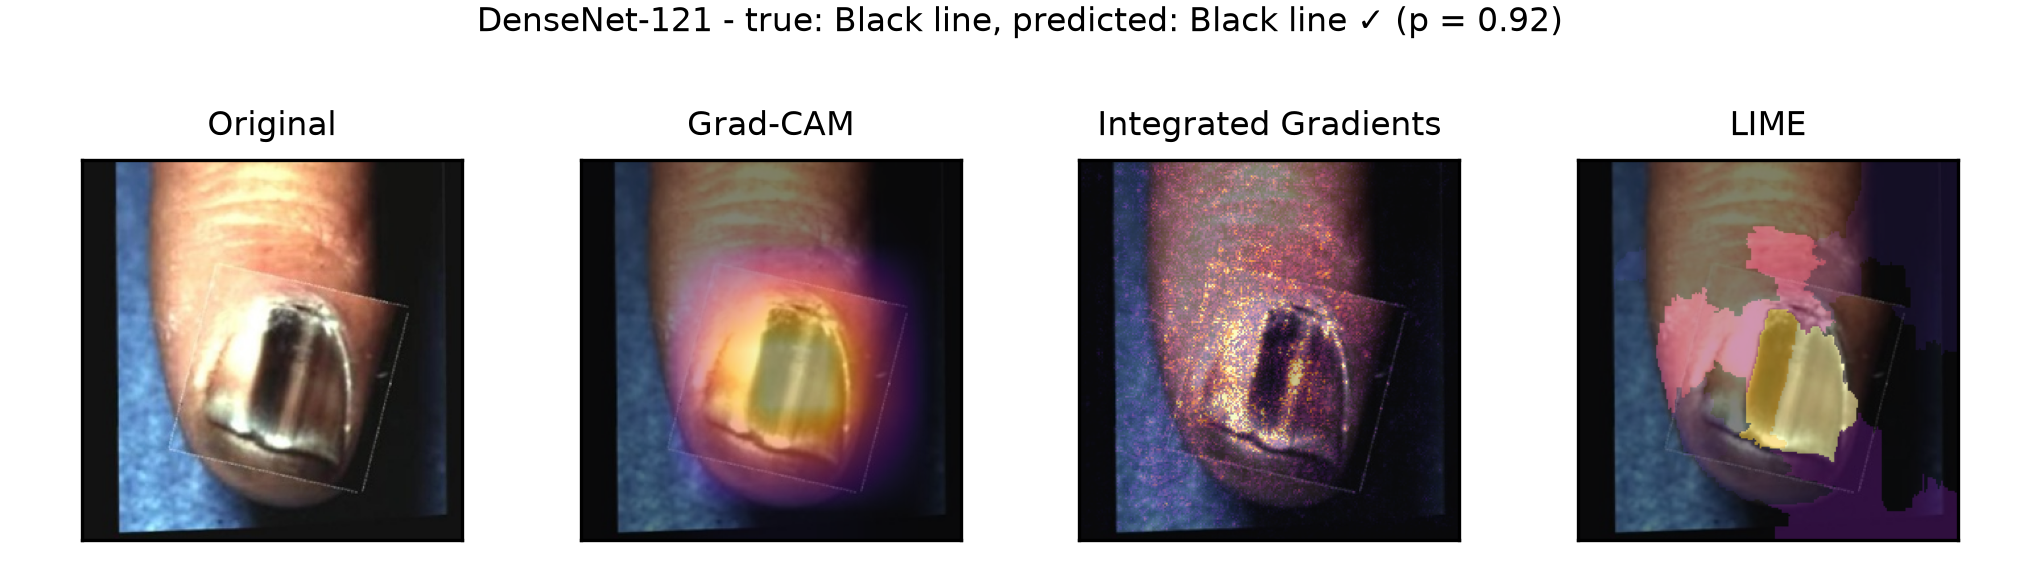 DenseNet-121 - true: Black line, predicted: Black line ✓ (p = 0.92)
Original
Grad-CAM
Integrated Gradients
LIME